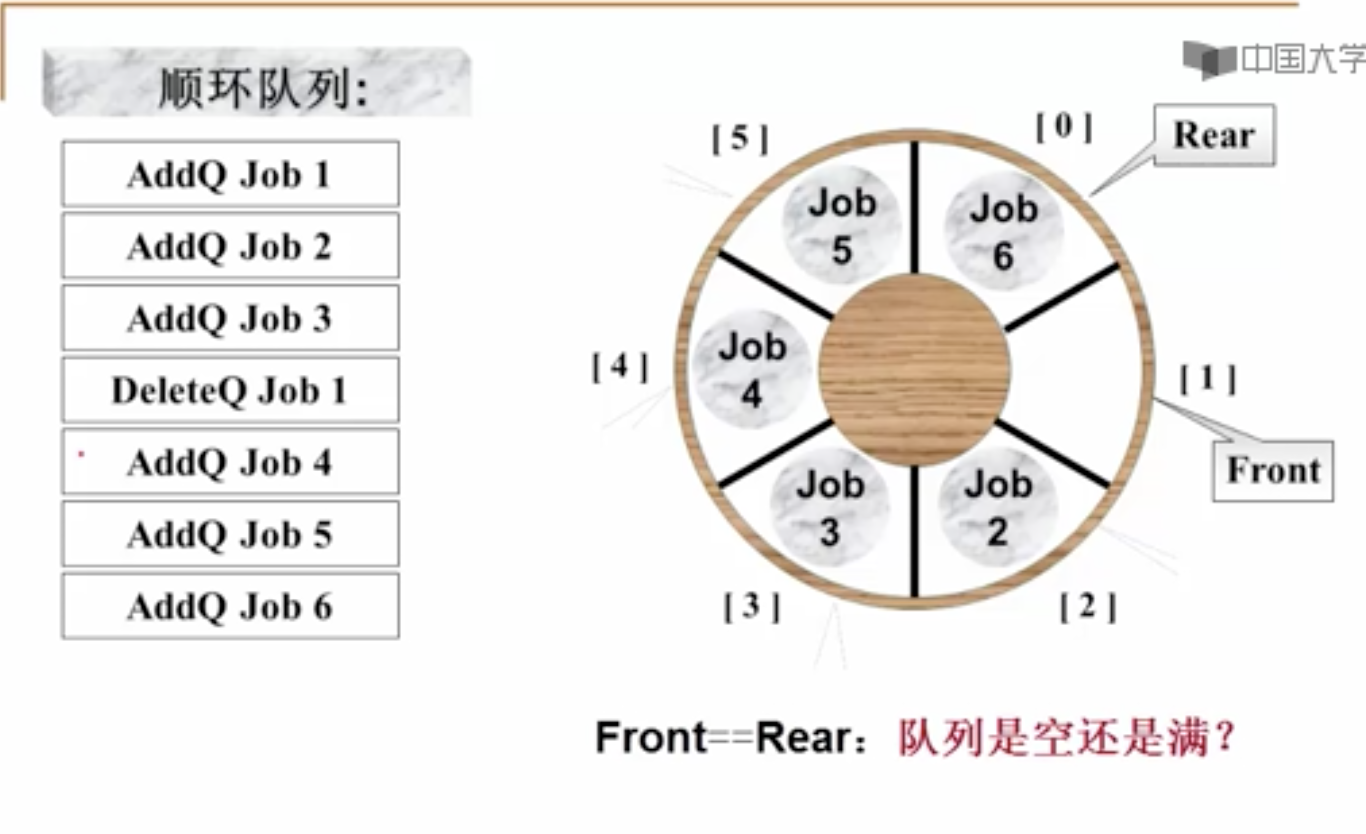 中国大学
顺环队列:
AddQ Job 1
AddQ Job 2
AddQ Job 3
DeleteQ Job 1
AddQ Job 4
AddQ Job 5
AddQ Job 6
[ 5 ]
[ 0 ]
Rear
Job
5
Job
6
[ 4 ]
Job
4
[ 1 ]
Front
Job
3
Job
2
[ 3 ]
[ 2 ]
Front==Rear：队列是空还是满？